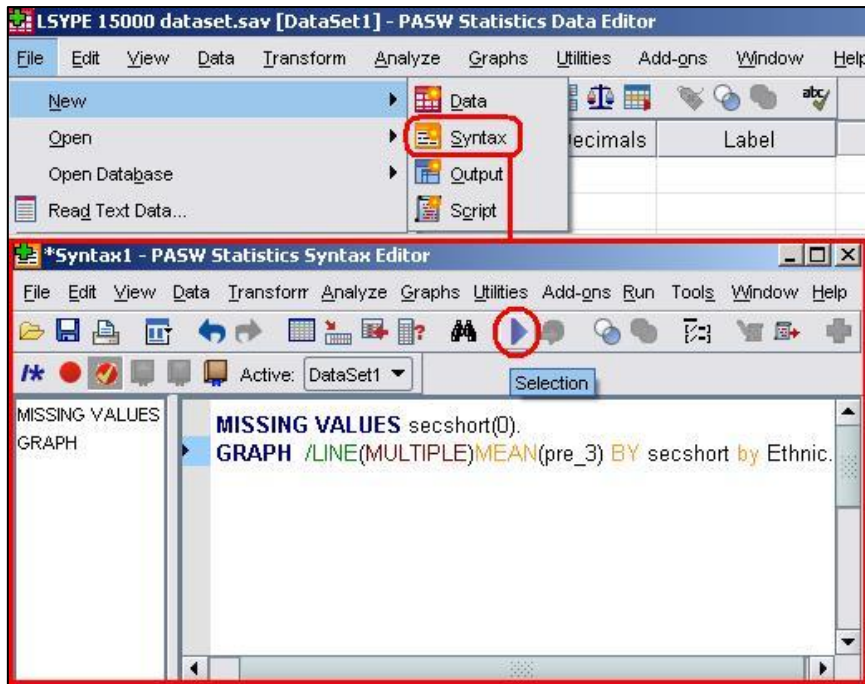 LSYPE 15000 dataset.sav [DataSet1] - PASW Statistics Data Editor
File Edit View Data Transform Analyze Graphs Utilities Add-ons Window Help
New Data
Open Syntax
Open Database Output
Read Text Data... Script
ecimals Label
*Syntax1 - PASW Statistics Syntax Editor
File Edit View Data Transform Analyze Graphs Utilities Add-ons Run Tools Window Help
Active: DataSet1
Selection
MISSING VALUES
GRAPH
MISSING VALUES secshort(0).
GRAPH /LINE(MULTIPLE)MEAN(pre_3) BY secshort by Ethnic.